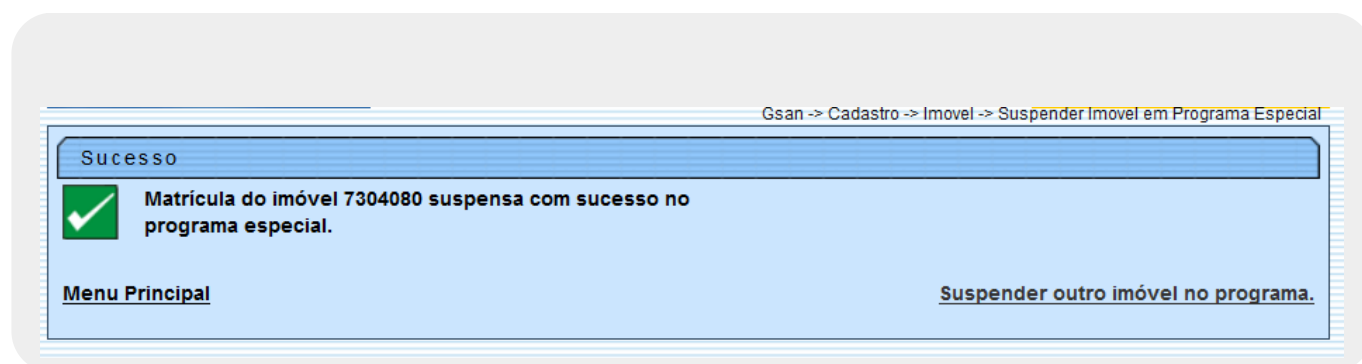 Gsan -> Cadastro -> Imovel -> Suspender Imovel em Programa Especial
Sucesso
Matrícula do imóvel 7304080 suspensa com sucesso no
programa especial.
Menu Principal
Suspender outro imóvel no programa.